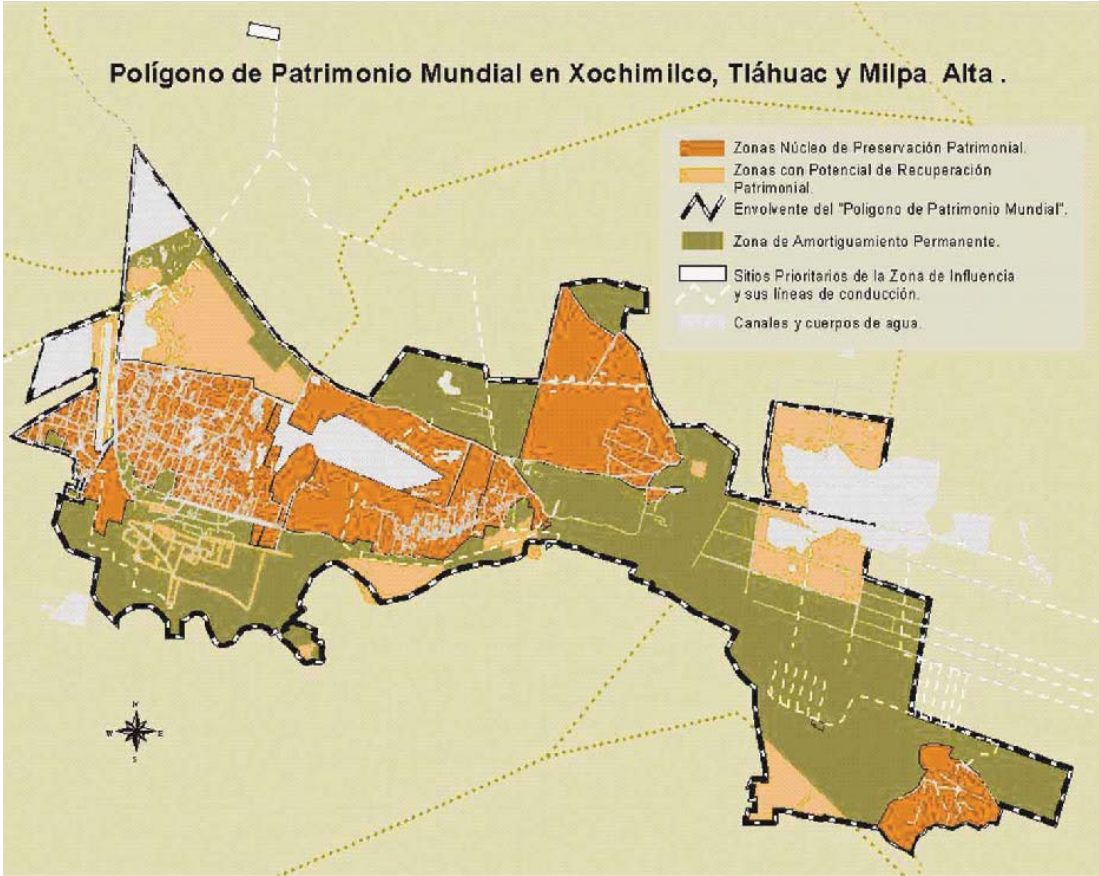 Polígono de Patrimonio Mundial en Xochimilco, Tláhuac y Milpa Alta .
Zonas Núcleo de Preservación Patrimonial.
Zonas con Potencial de Recuperación
Patrimonial.
Envolvente del "Poligono de Patrimonio Mundial".
Zona de Amortiguamiento Permanente.
Sitios Prioritarios de la Zona de Influencia
y sus líneas de conducción.
Canales y cuerpos de agua.
N
W E
S